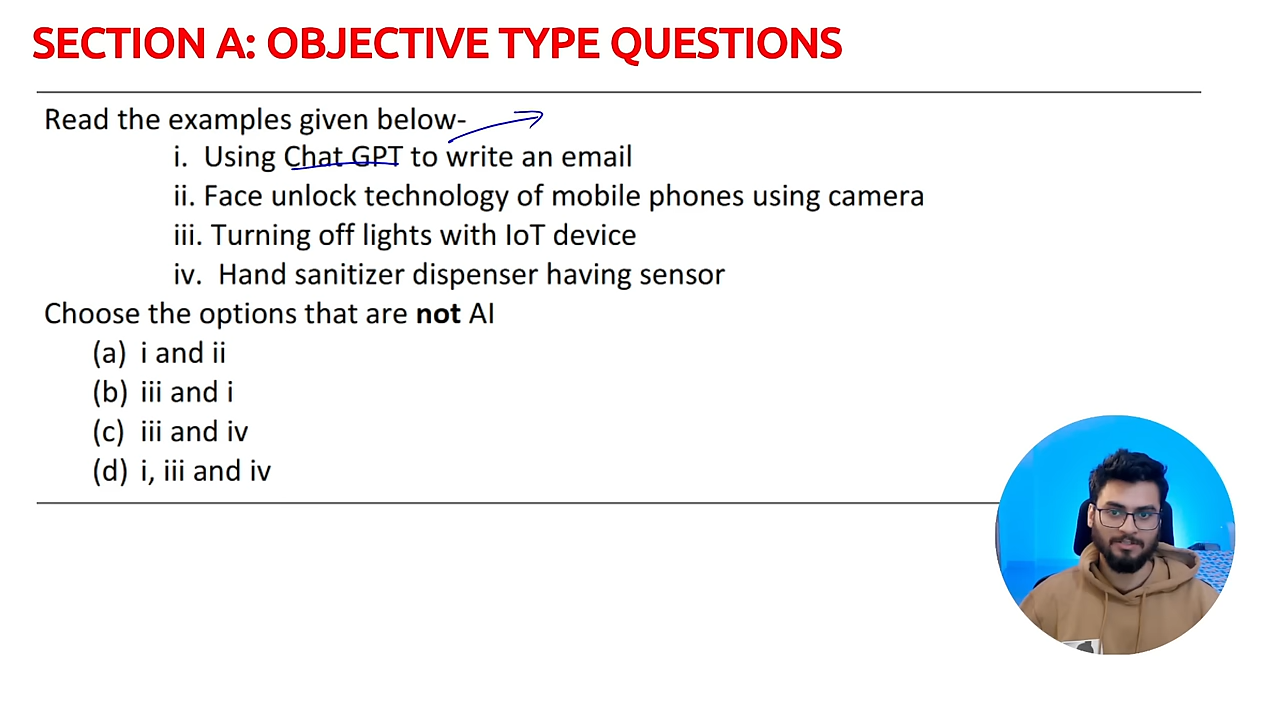 SECTION A: OBJECTIVE TYPE QUESTIONS
Read the examples given below-
i. Using Chat GPT to write an email
ii. Face unlock technology of mobile phones using camera
iii. Turning off lights with IoT device
iv. Hand sanitizer dispenser having sensor
Choose the options that are not AI
(a) i and ii
(b) iii and i
(c) iii and iv
(d) i, iii and iv